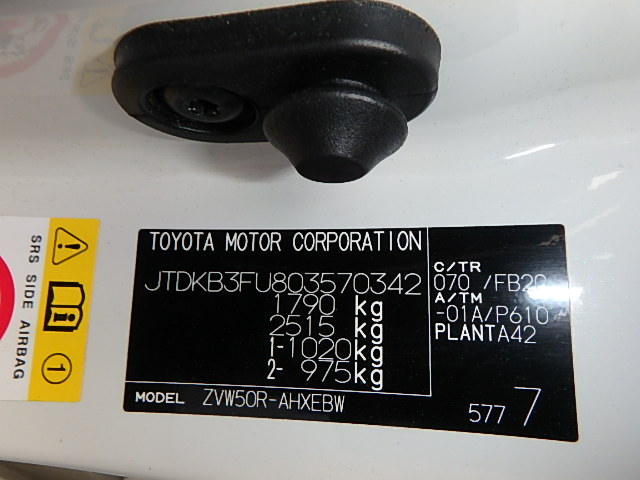 TOYOTA MOTOR CORPORATION
JTDKB3FU803570342
1790 kg
2515 kg
1-1020kg
2- 975kg
C/TR
070 /FB20
A/TM
-01A/P610
PLANTA42
MODEL ZVW50R-AHXEBW
577 7
SRS SIDE AIRBAG
1